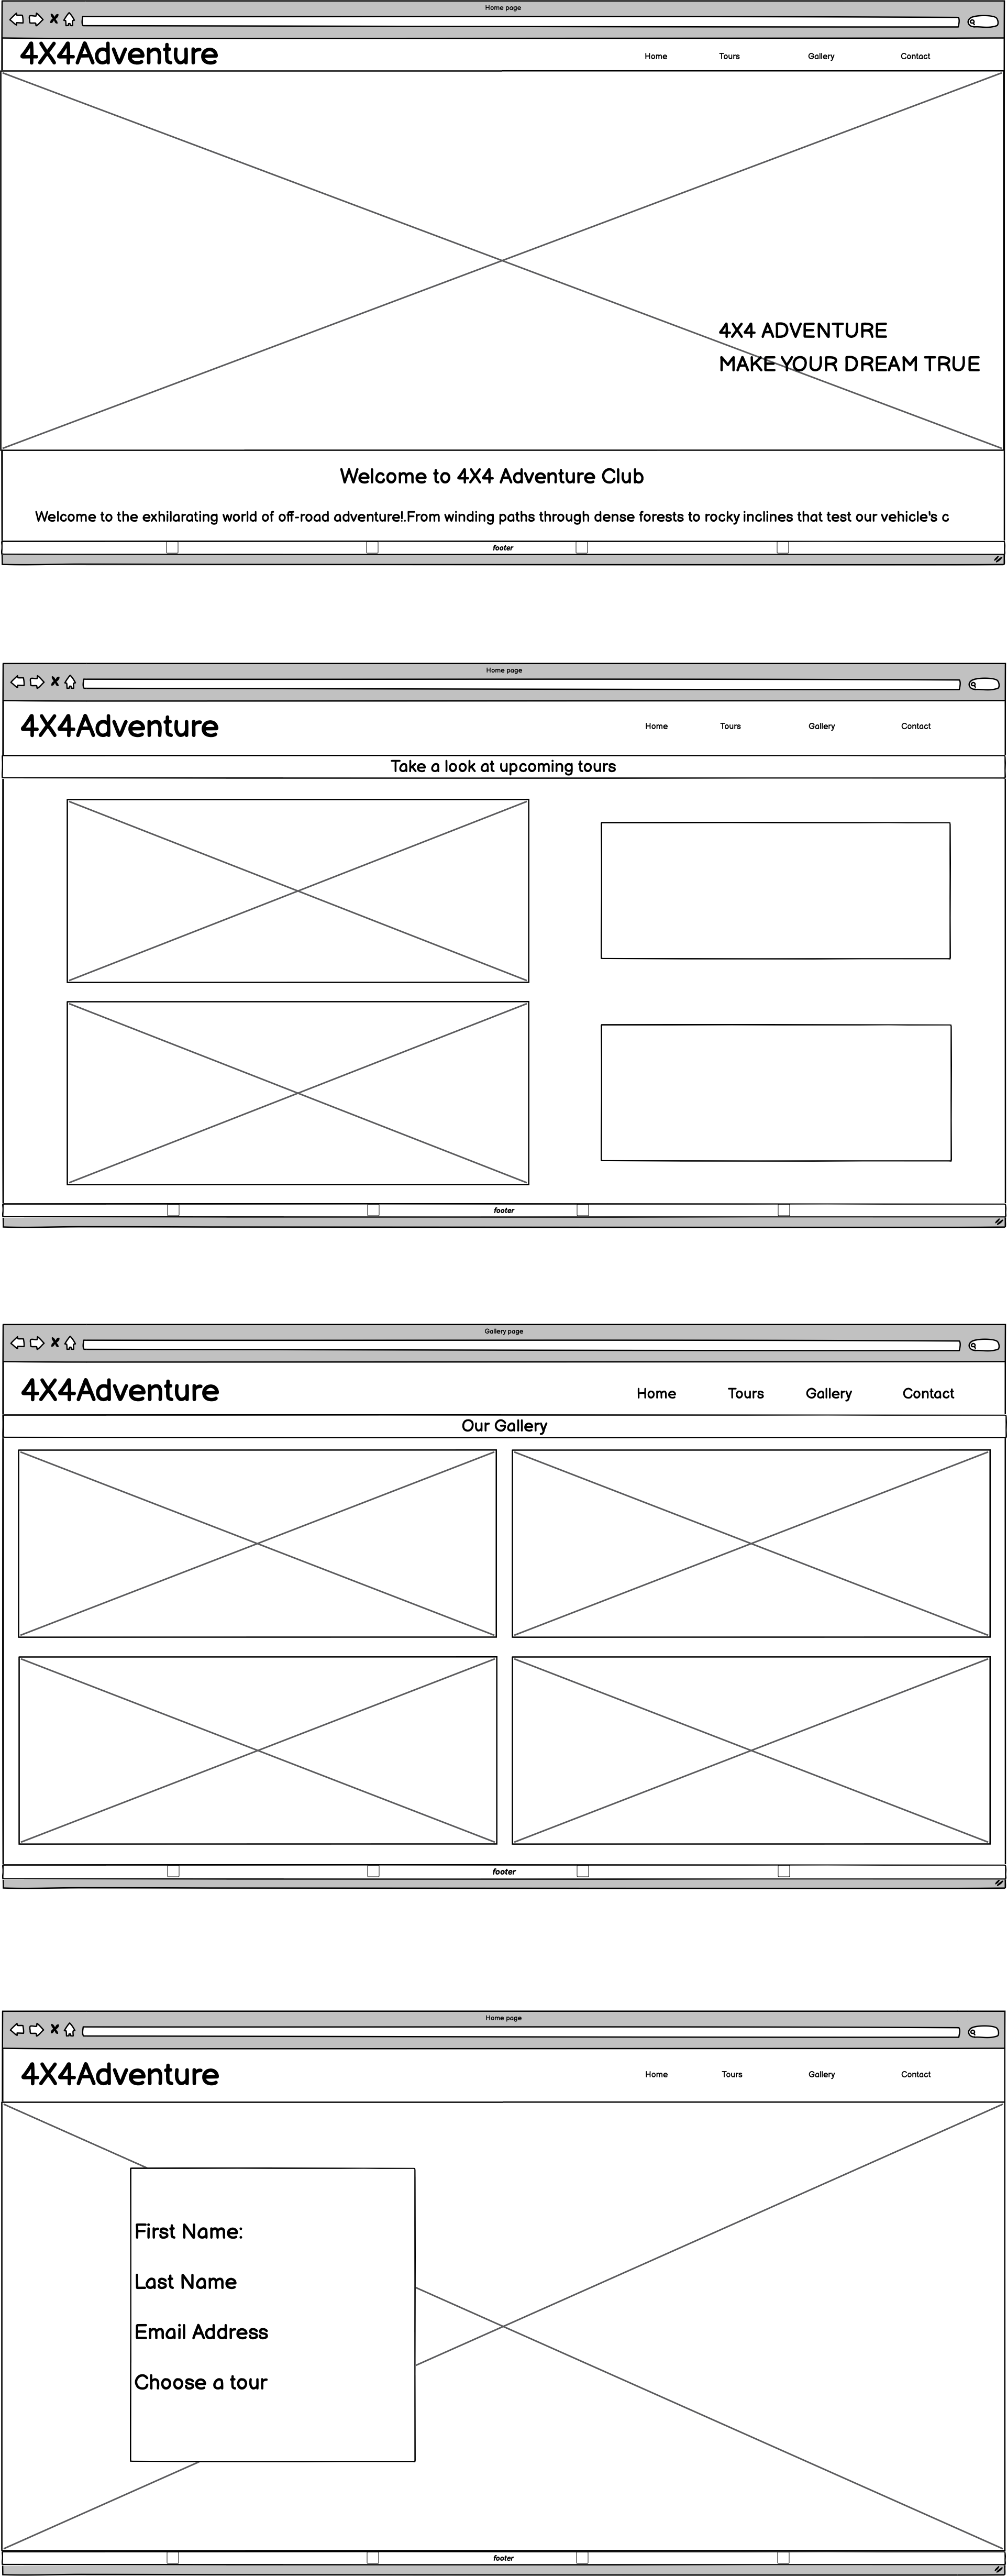 Home page
4X4Adventure
Home Tours Gallery Contact
4X4 ADVENTURE
MAKE YOUR DREAM TRUE
Welcome to 4X4 Adventure Club
Welcome to the exhilarating world of off-road adventure!.From winding paths through dense forests to rocky inclines that test our vehicle's c
footer
Home page
4X4Adventure
Home Tours Gallery Contact
Take a look at upcoming tours
footer
Gallery page
4X4Adventure
Home Tours Gallery Contact
Our Gallery
footer
Home page
4X4Adventure
Home Tours Gallery Contact
First Name:
Last Name
Email Address
Choose a tour
footer